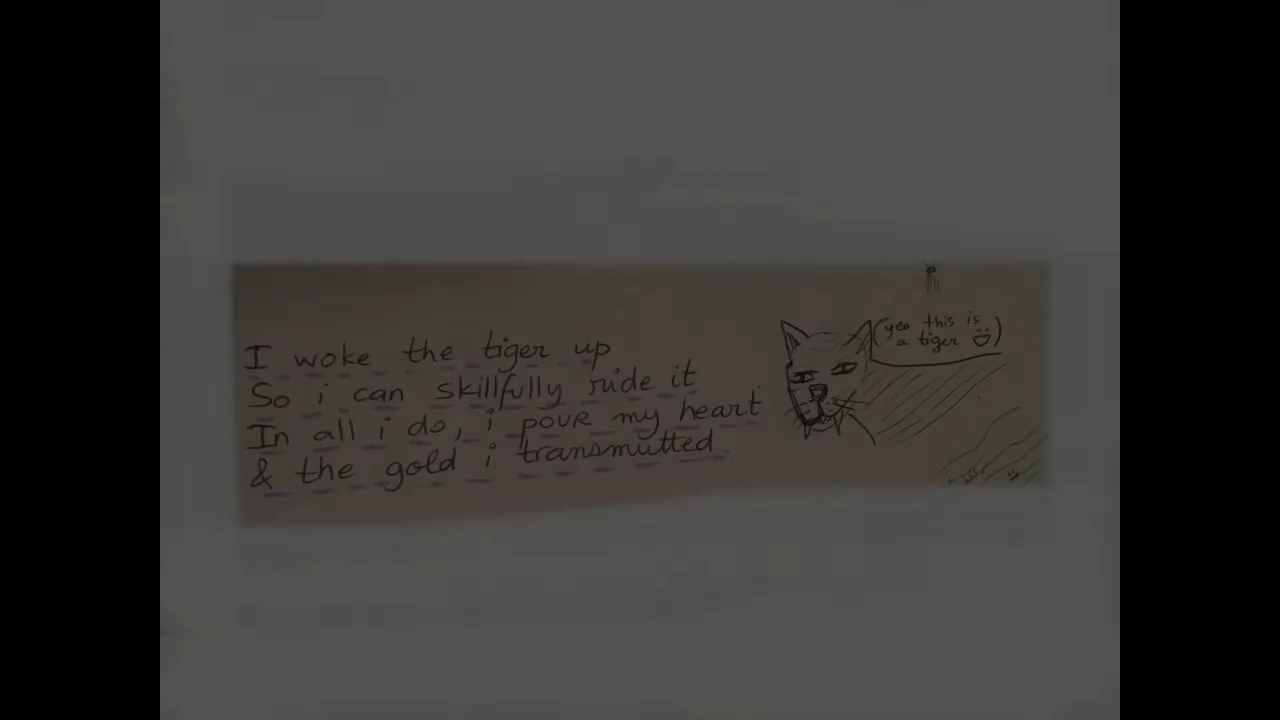 I woke the tiger up
So i can skillfully ride it
In all i do, i pour my heart
& the gold i transmutted
(yes this is
a tiger 😃)